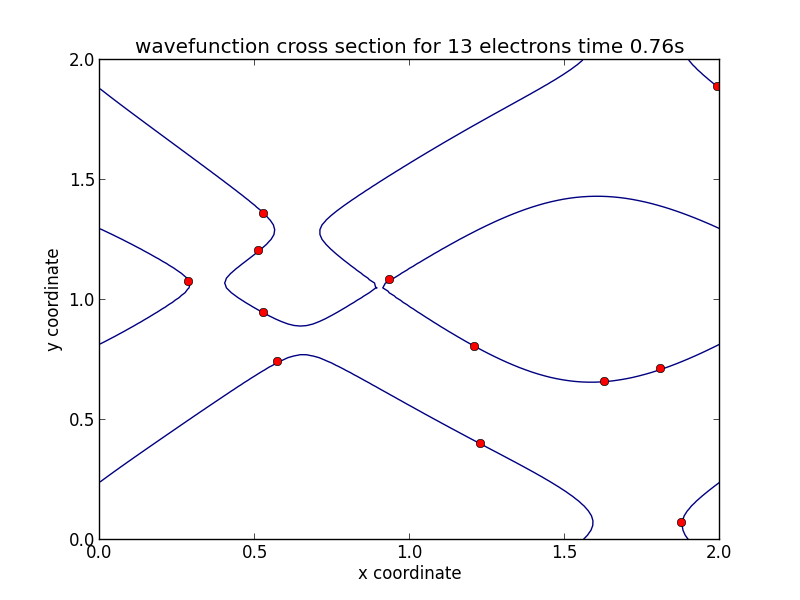 wavefunction cross section for 13 electrons time 0.76s
2.0
1.5
y coordinate
1.0
0.5
0.0
0.0 0.5 1.0 1.5 2.0
x coordinate